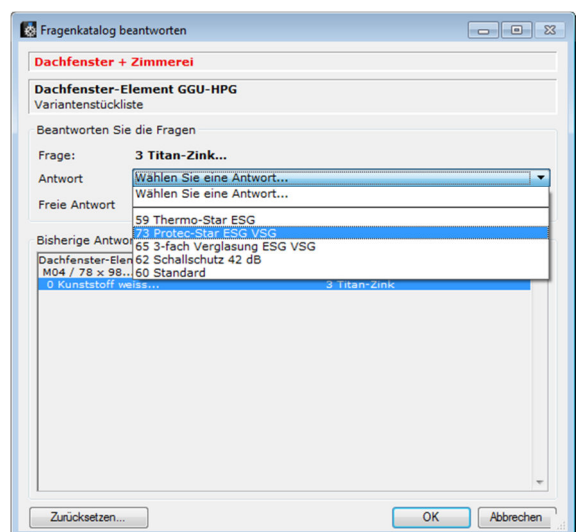 Fragenkatalog beantworten
Dachfenster + Zimmerei
Dachfenster-Element GGU-HPG
Variantenstückliste
Beantworten Sie die Fragen
Frage: 3 Titan-Zink...
Antwort Wählen Sie eine Antwort...
Wählen Sie eine Antwort...
Freie Antwort
59 Thermo-Star ESG
73 Protec-Star ESG VSG
Bisherige Antwor
65 3-fach Verglasung ESG VSG
Dachfenster-Elen
62 Schallschutz 42 dB
M04 / 78 x 98...
60 Standard
0 Kunststoff weiss... 3 Titan-Zink
Zurücksetzen... OK Abbrechen